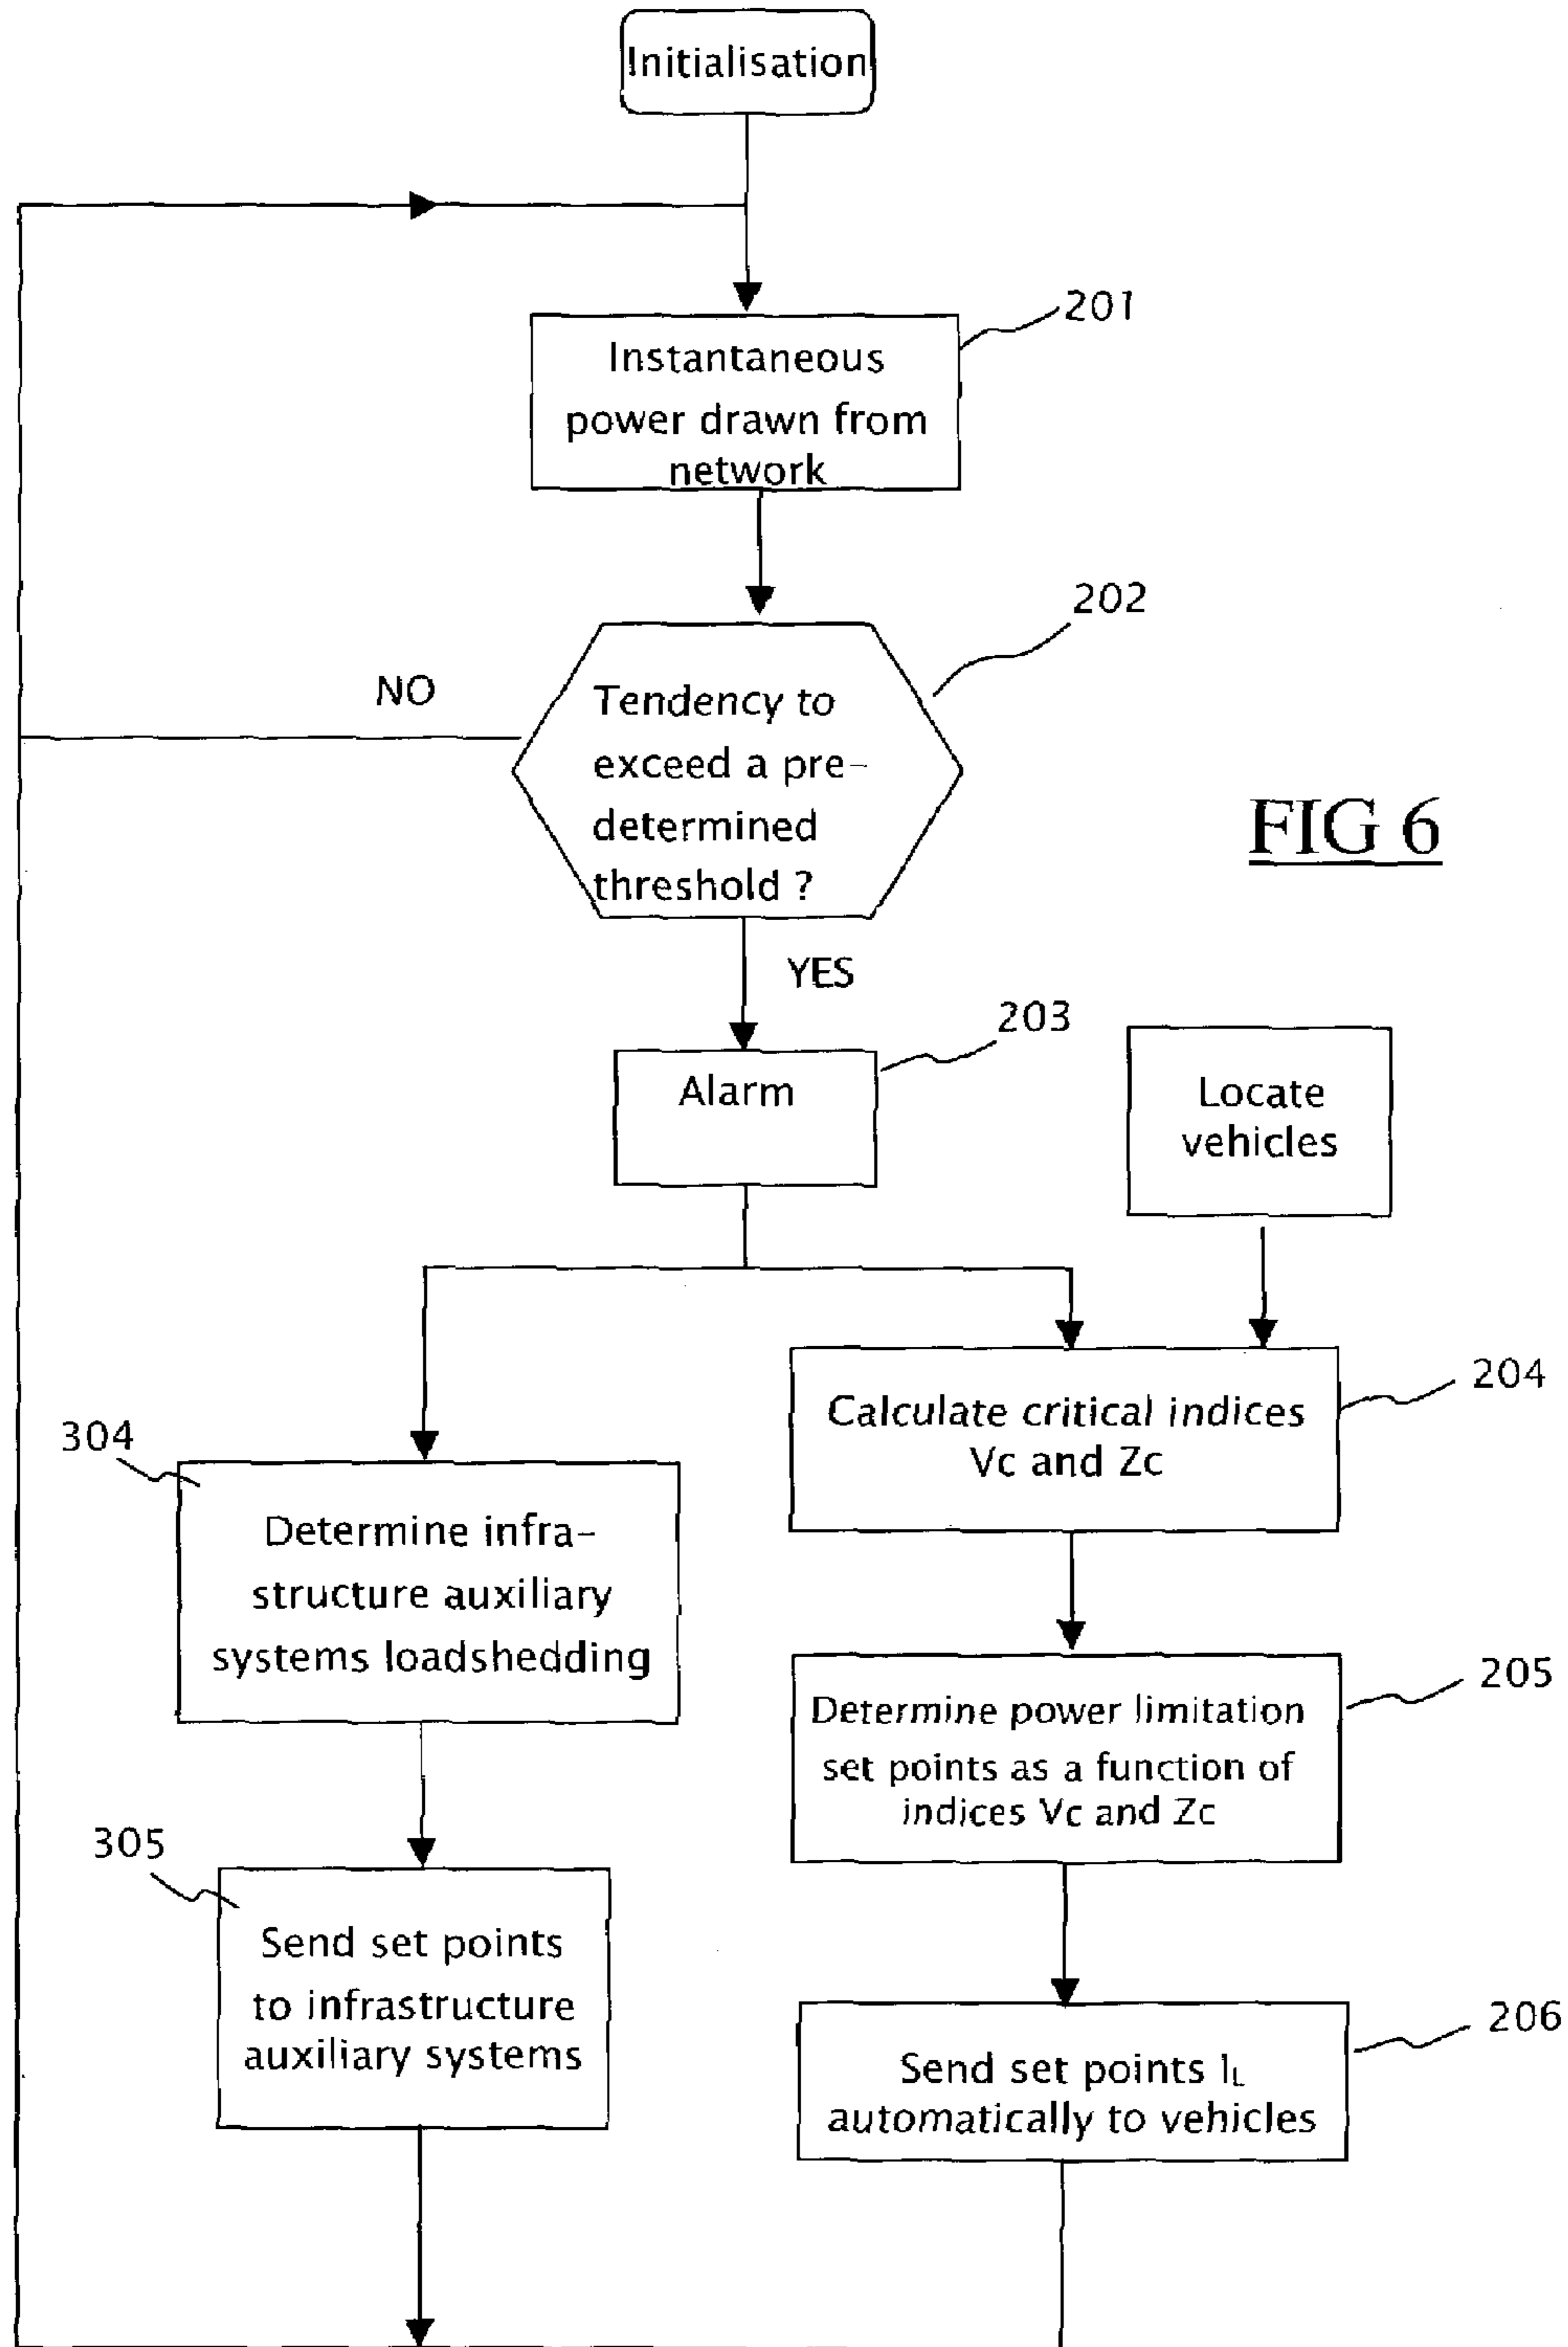 Initialisation
201
Instantaneous
power drawn from
network
202
NO
Tendency to
exceed a pre-
determined
threshold ?
FIG 6
YES
203
Alarm
Locate
vehicles
204
Calculate critical indices
Vc and Zc
304
Determine infra-
structure auxiliary
systems loadshedding
205
Determine power limitation
set points as a function of
indices Vc and Zc
305
Send set points
to infrastructure
auxiliary systems
206
Send set points IL
automatically to vehicles